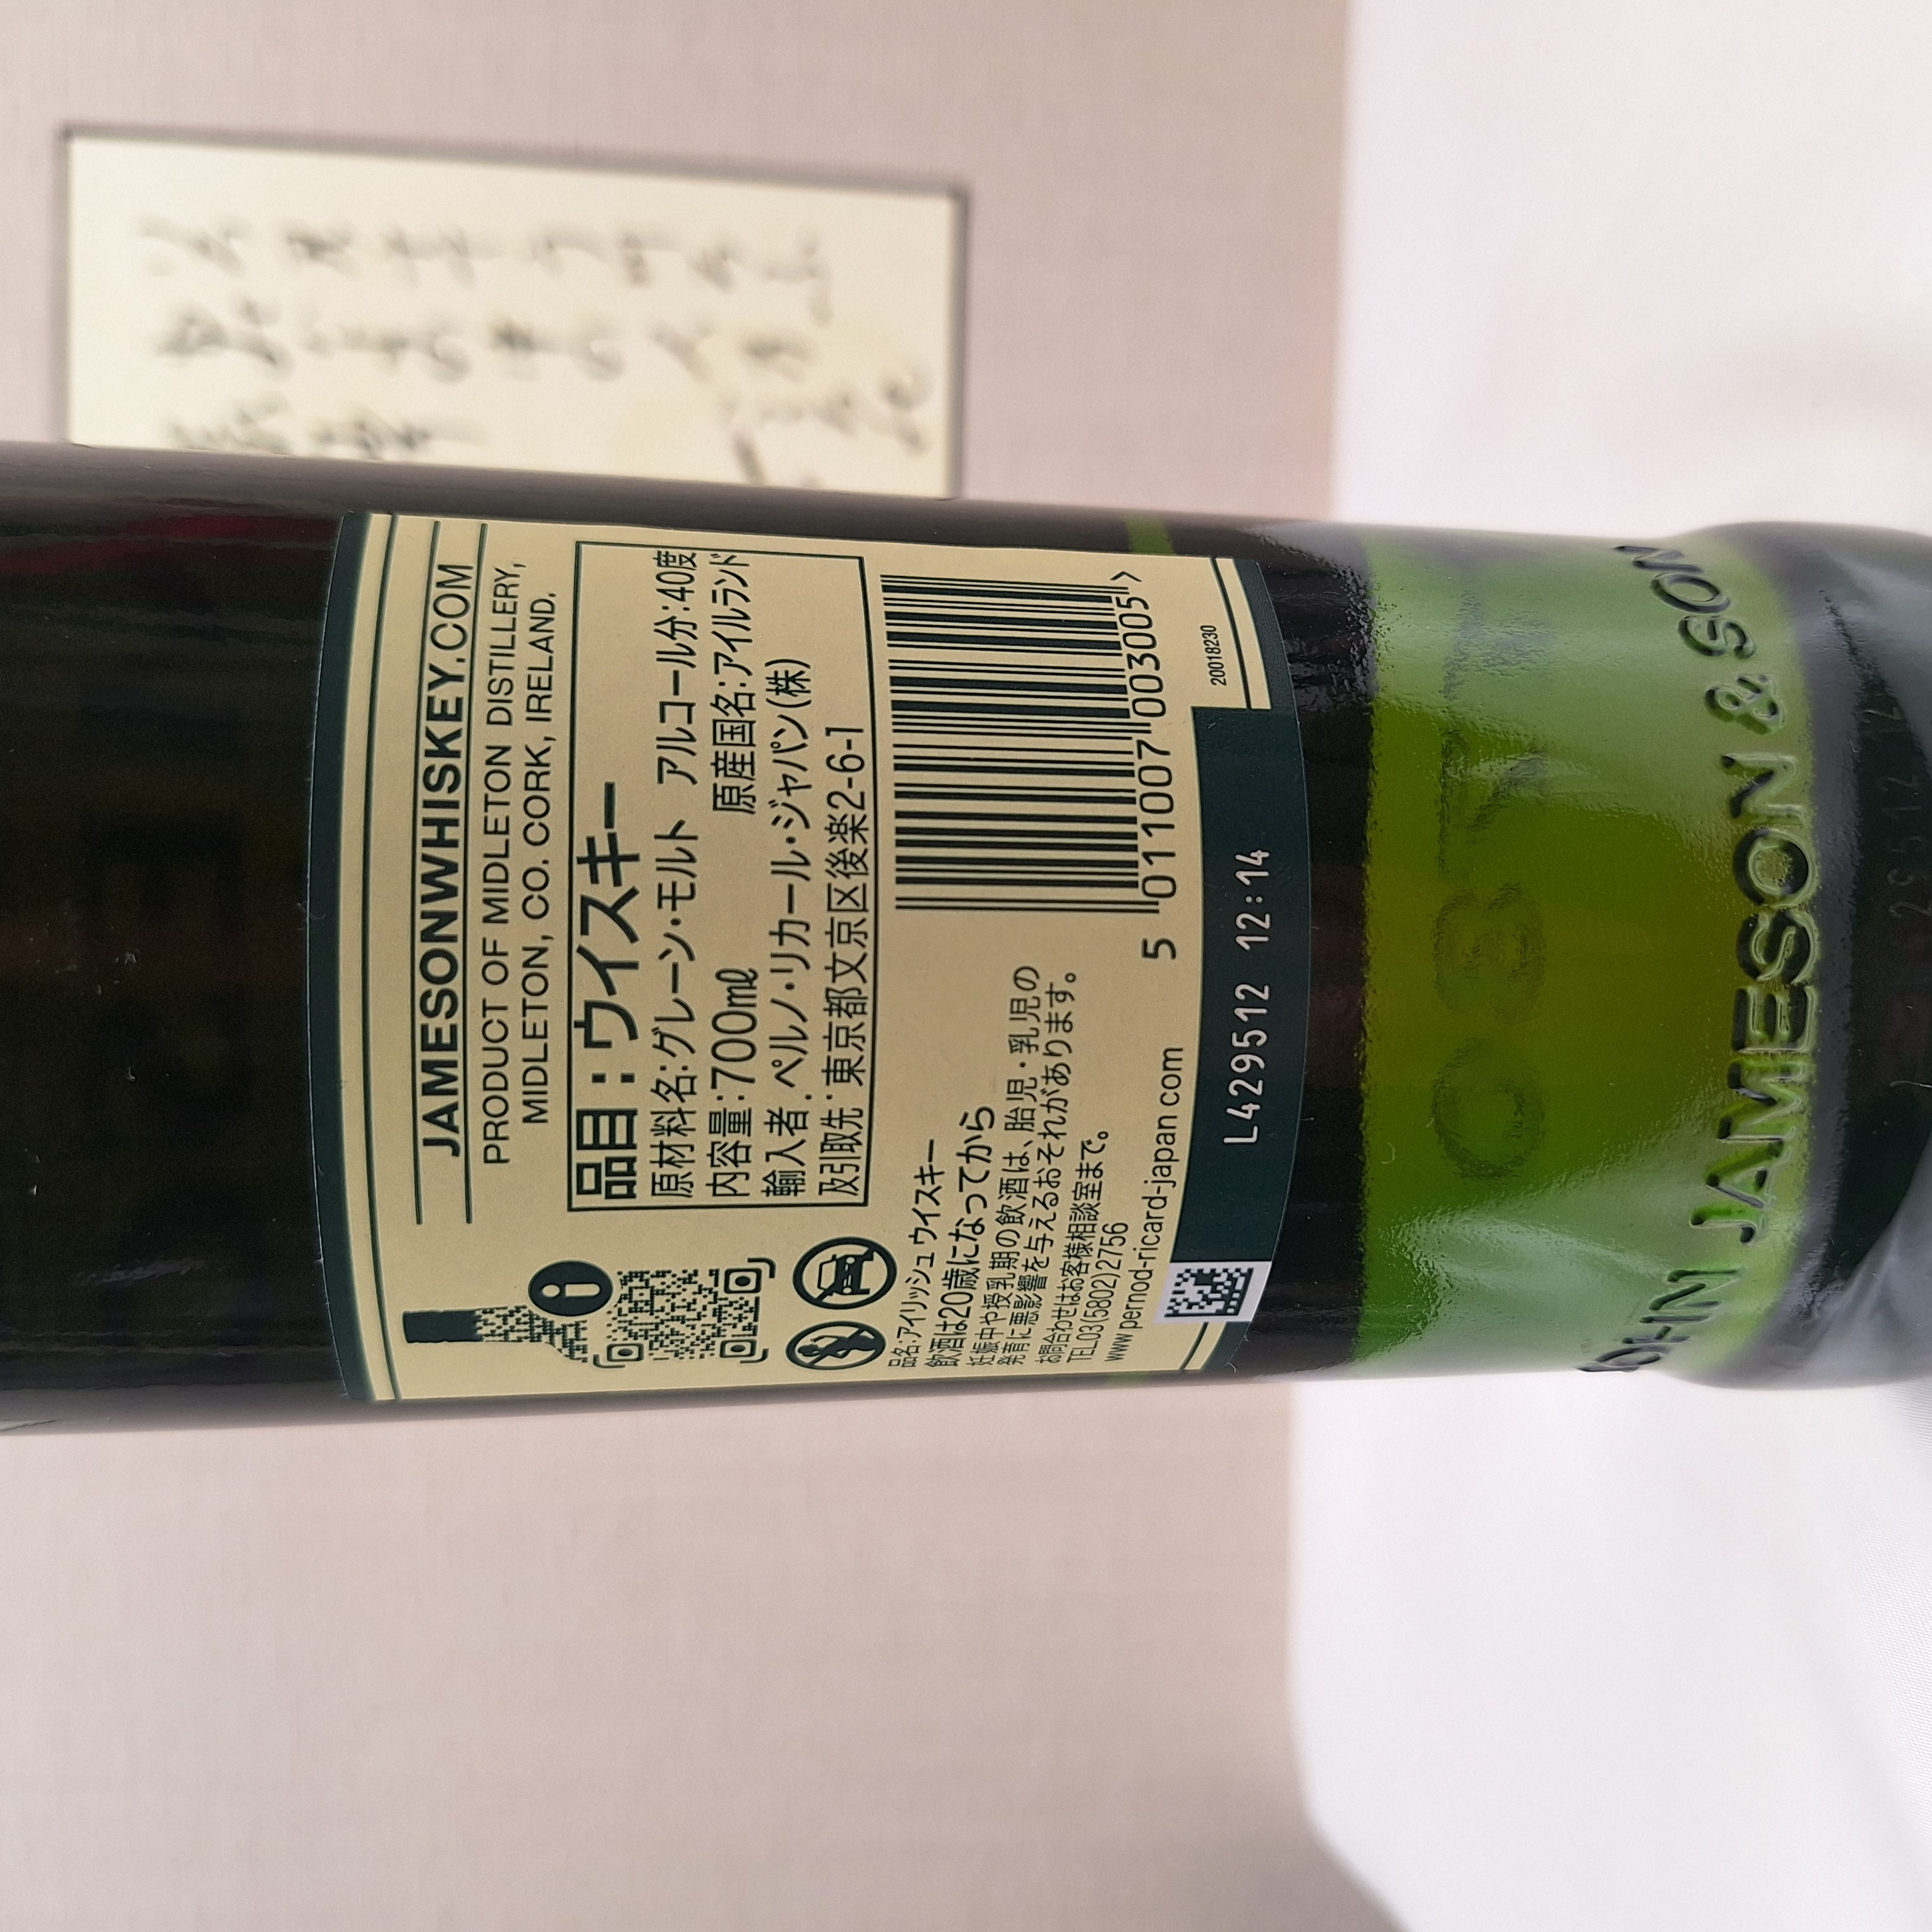 JAMESONWHISKEY.COM
PRODUCT OF MIDLETON DISTILLERY,
MIDLETON, CO. CORK, IRELAND.
品目:ウイスキー
原材料名:グレーン・モルト アルコール分:40度
内容量:700㎖ 原産国名:アイルランド
輸入者 ペルノ・リカール・ジャパン(株)
及引取先:東京都文京区後楽2-6-1
品名:アイリッシュ ウイスキー
飲酒は20歳になってから
妊娠中や授乳期の飲酒は、胎児・乳児の
発育に悪影響を与えるおそれがあります。
お問合わせはお客様相談室まで。
TEL03(5802)2756
www pernod-ricard-japan com
5 011007 003005 >
20018230
L429512 12:14
JOHN JAMESON & SON